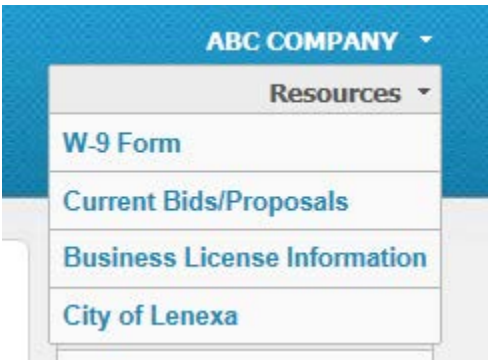 ABC COMPANY
Resources
W-9 Form
Current Bids/Proposals
Business License Information
City of Lenexa